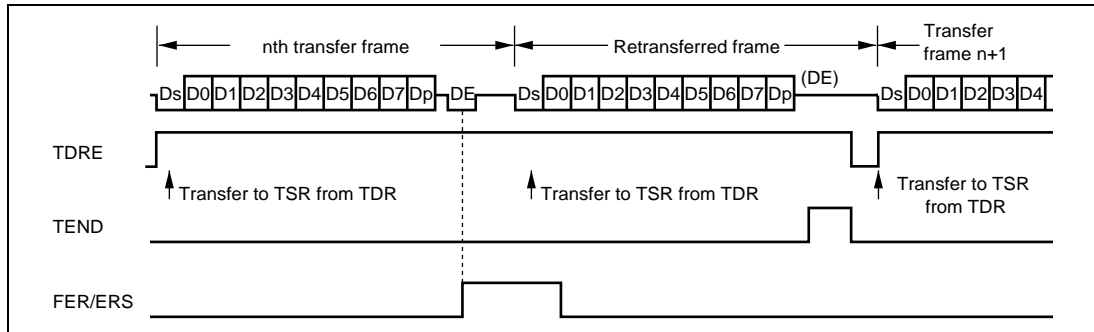 nth transfer frame
Retransferred frame
Transfer
frame n+1
Ds D0 D1 D2 D3 D4 D5 D6 D7 Dp DE Ds D0 D1 D2 D3 D4 D5 D6 D7 Dp (DE) Ds D0 D1 D2 D3 D4
TDRE
Transfer to TSR from TDR
Transfer to TSR from TDR
Transfer to TSR
from TDR
TEND
FER/ERS